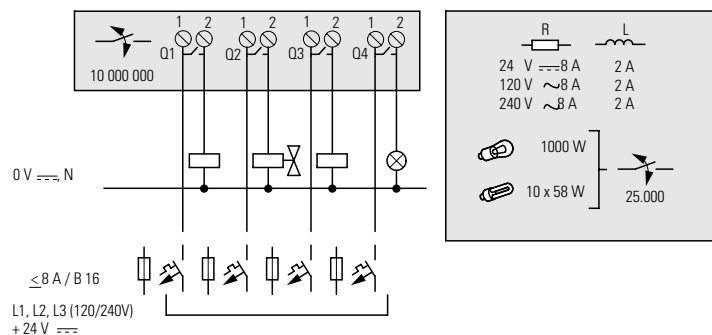 1 2 1 2 1 2 1 2
Q1 Q2 Q3 Q4
10 000 000
0 V ⎓, N
≤ 8 A / B 16
L1, L2, L3 (120/240V)
+ 24 V ⎓
R L
24 V ⎓ 8 A 2 A
120 V ~ 8 A 2 A
240 V ~ 8 A 2 A
1000 W
10 x 58 W
25.000